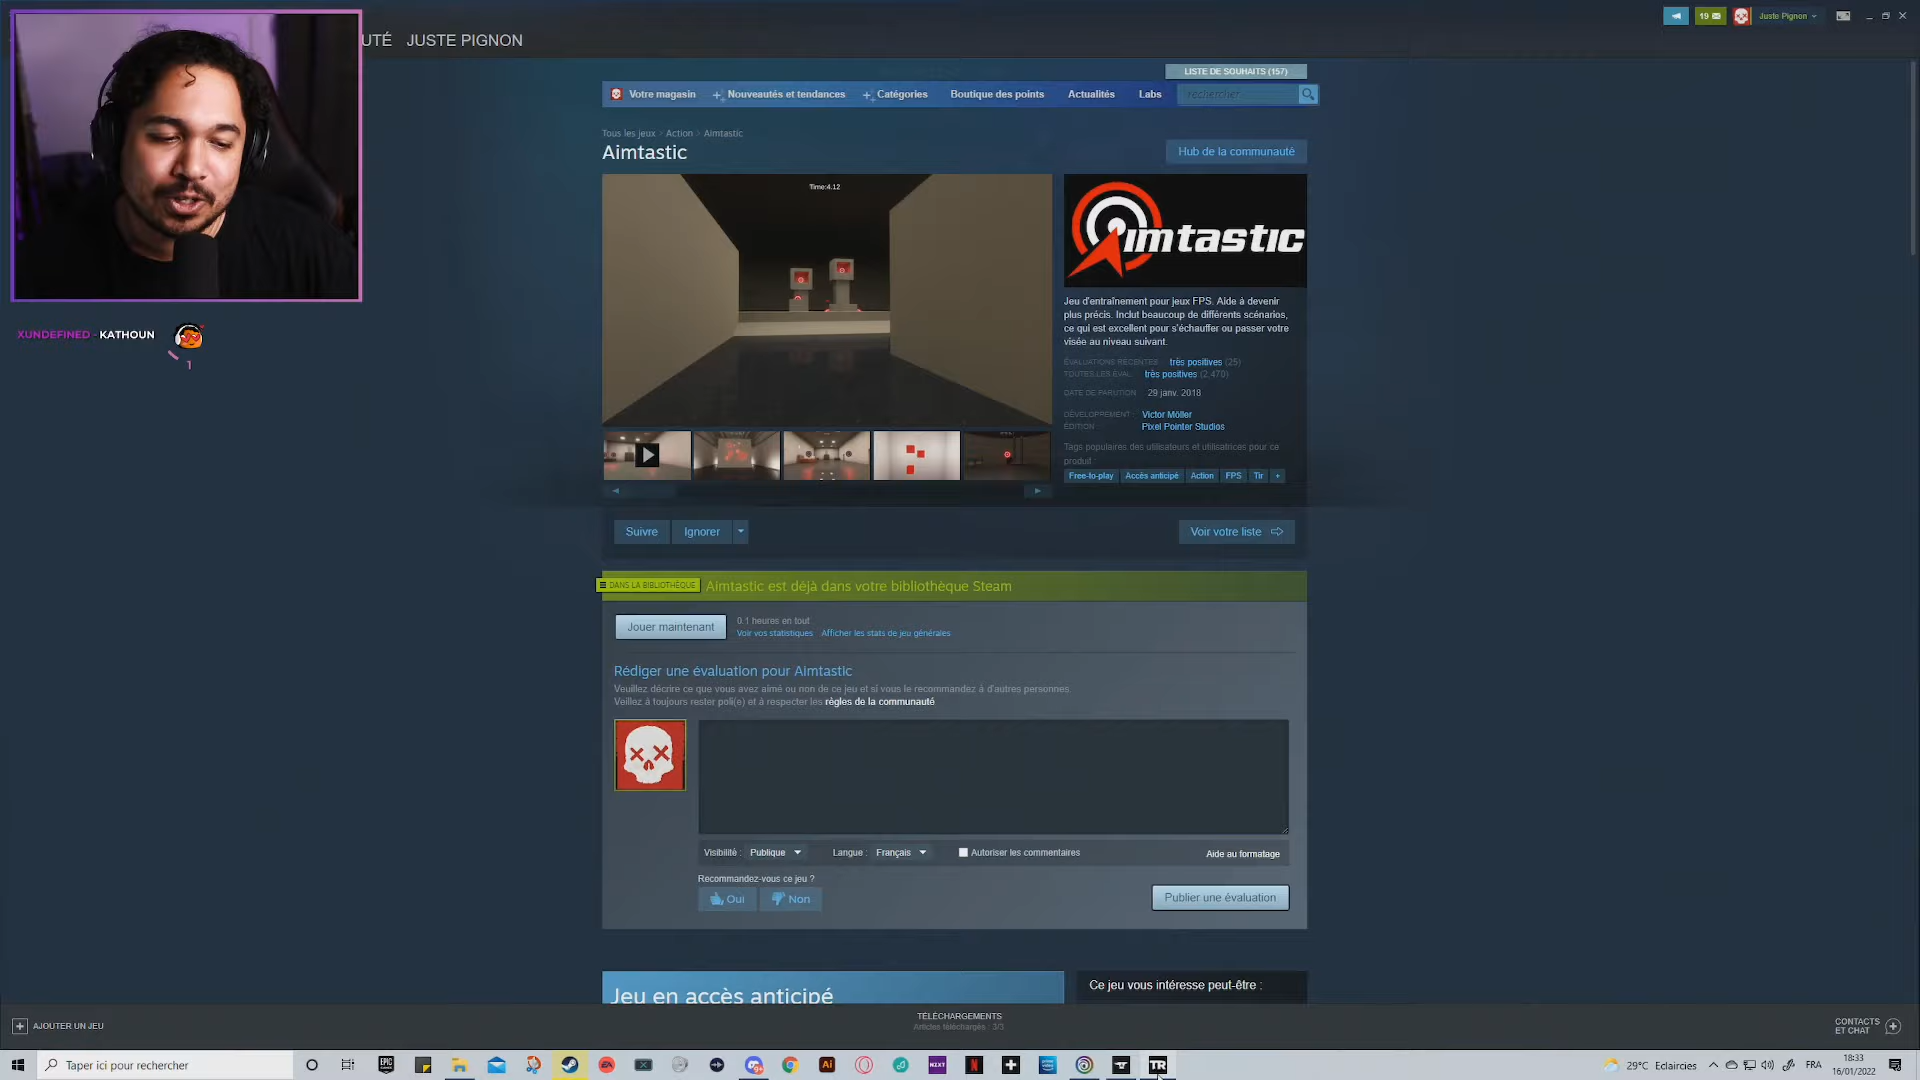 UTÉ JUSTE PIGNON
19
Juste Pignon
LISTE DE SOUHAITS (157)
Votre magasin
Nouveautés et tendances
Catégories
Boutique des points
Actualités
Labs
rechercher
Tous les jeux > Action > Aimtastic
Aimtastic
Hub de la communauté
Time:4.12
imtastic
Jeu d'entraînement pour jeux FPS. Aide à devenir
plus précis. Inclut beaucoup de différents scénarios,
ce qui est excellent pour s'échauffer ou passer votre
visée au niveau suivant.
ÉVALUATIONS RÉCENTES : très positives (25)
TOUTES LES ÉVAL. : très positives (2,470)
DATE DE PARUTION : 29 janv. 2018
DÉVELOPPEMENT : Victor Möller
ÉDITION : Pixel Pointer Studios
Tags populaires des utilisateurs et utilisatrices pour ce
produit :
Free-to-play
Accès anticipé
Action
FPS
Tir
+
XUNDEFINED - KATHOUN
1
Suivre
Ignorer
Voir votre liste
DANS LA BIBLIOTHÈQUE
Aimtastic est déjà dans votre bibliothèque Steam
Jouer maintenant
0.1 heures en tout
Voir vos statistiques
Afficher les stats de jeu générales
Rédiger une évaluation pour Aimtastic
Veuillez décrire ce que vous avez aimé ou non de ce jeu et si vous le recommandez à d'autres personnes
Veillez à toujours rester poli(e) et à respecter les règles de la communauté
Visibilité : Publique
Langue : Français
Autoriser les commentaires
Aide au formatage
Recommandez-vous ce jeu ?
Oui
Non
Publier une évaluation
Jeu en accès anticipé
Ce jeu vous intéresse peut-être :
AJOUTER UN JEU
TÉLÉCHARGEMENTS
Articles téléchargés : 3/3
CONTACTS
ET CHAT
Taper ici pour rechercher
EPIC
GAMES
EA
Ai
NZXT
N
TR
29°C Eclaircies
FRA
18:33
16/01/2022